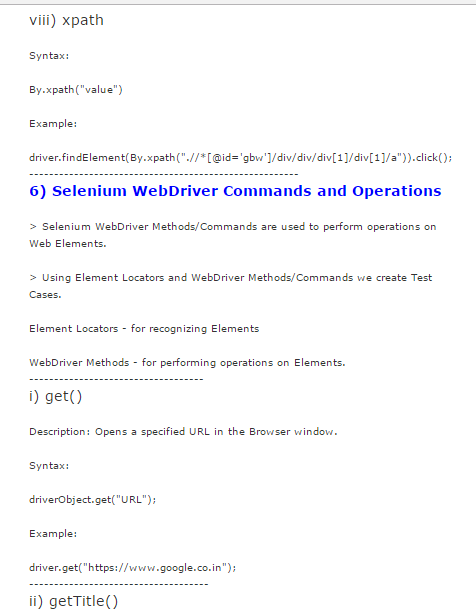 viii) xpath
Syntax:
By.xpath("value")
Example:
driver.findElement(By.xpath(".//*[@id='gbw']/div/div/div[1]/div[1]/a")).click();
------------------------------------------------------
6) Selenium WebDriver Commands and Operations
> Selenium WebDriver Methods/Commands are used to perform operations on
Web Elements.
> Using Element Locators and WebDriver Methods/Commands we create Test
Cases.
Element Locators - for recognizing Elements
WebDriver Methods - for performing operations on Elements.
-----------------------------------
i) get()
Description: Opens a specified URL in the Browser window.
Syntax:
driverObject.get("URL");
Example:
driver.get("https://www.google.co.in");
------------------------------------
ii) getTitle()